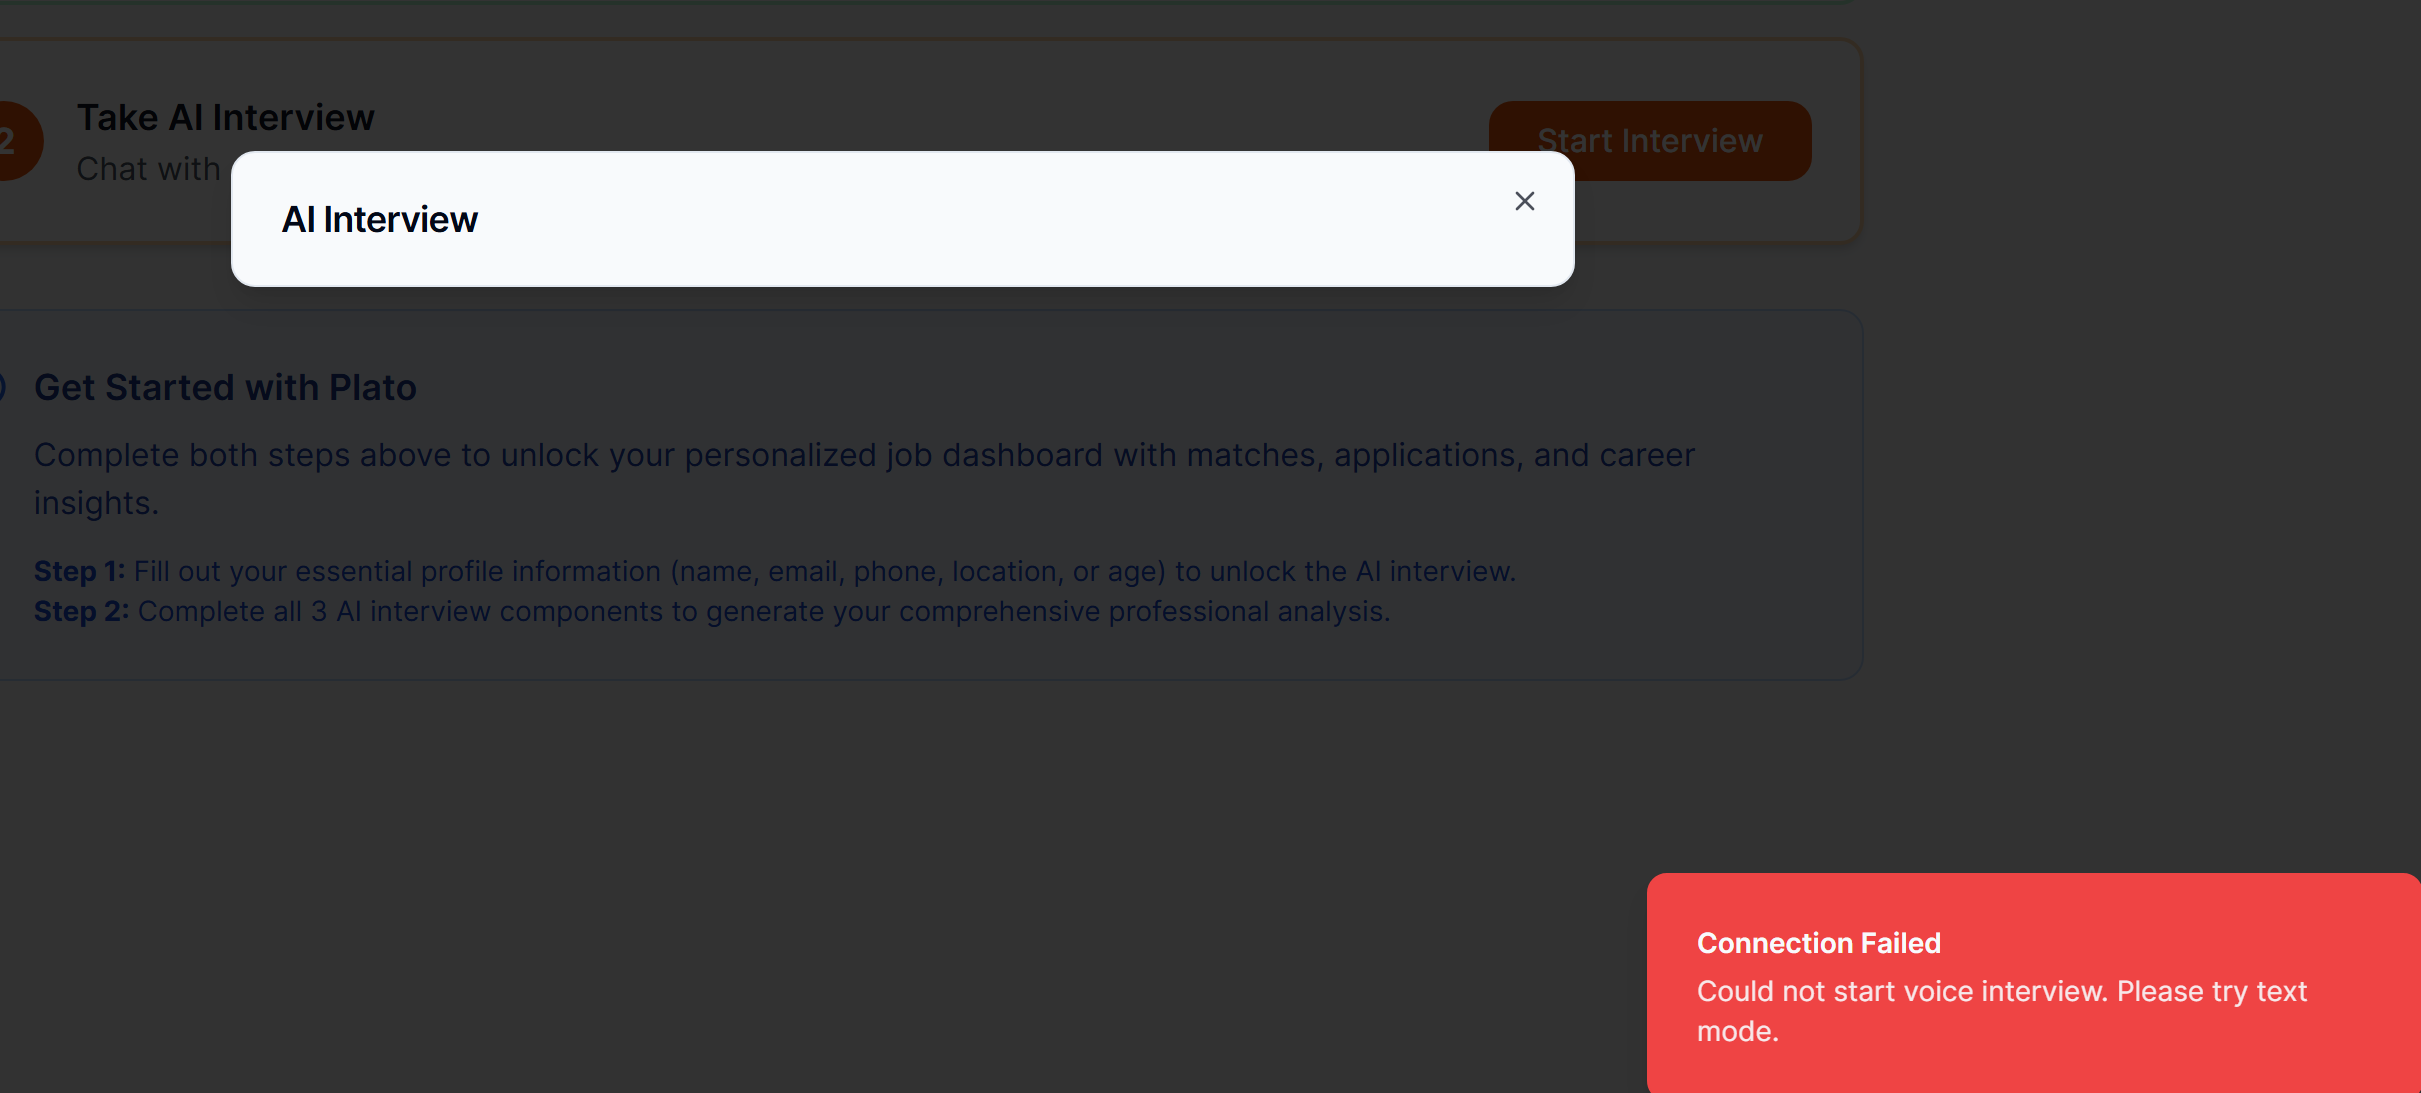 2
Take AI Interview
Chat with
Start Interview
AI Interview
Get Started with Plato
Complete both steps above to unlock your personalized job dashboard with matches, applications, and career
insights.
Step 1: Fill out your essential profile information (name, email, phone, location, or age) to unlock the AI interview.
Step 2: Complete all 3 AI interview components to generate your comprehensive professional analysis.
Connection Failed
Could not start voice interview. Please try text
mode.